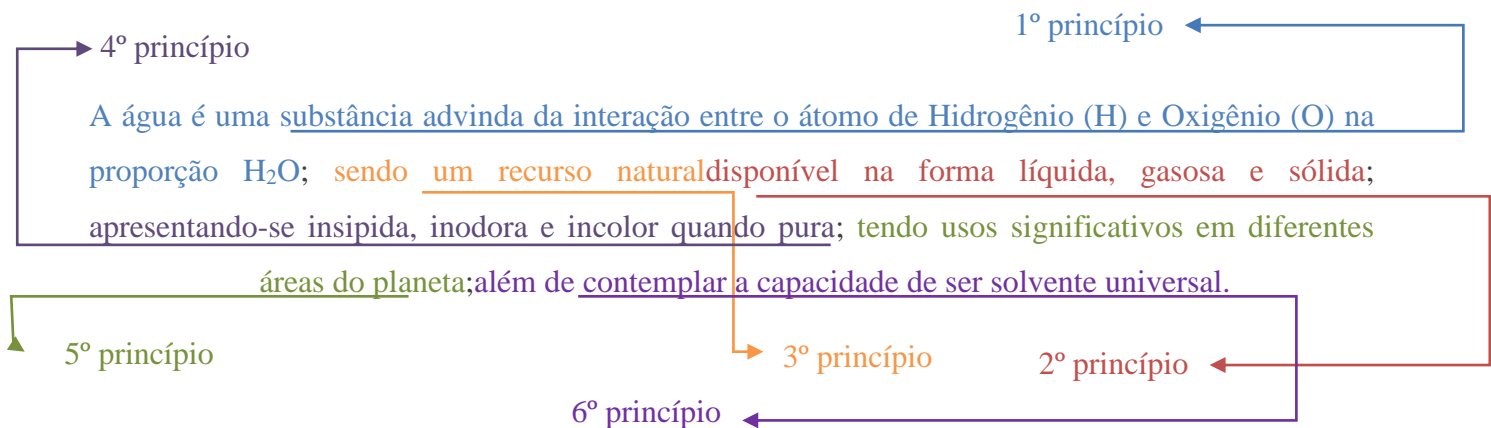 1º princípio
4º princípio
A água é uma substância advinda da interação entre o átomo de Hidrogênio (H) e Oxigênio (O) na
proporção H₂O; sendo um recurso naturaldisponível na forma líquida, gasosa e sólida;
apresentando-se insipida, inodora e incolor quando pura; tendo usos significativos em diferentes
áreas do planeta;além de contemplar a capacidade de ser solvente universal.
5º princípio
3º princípio
2º princípio
6º princípio